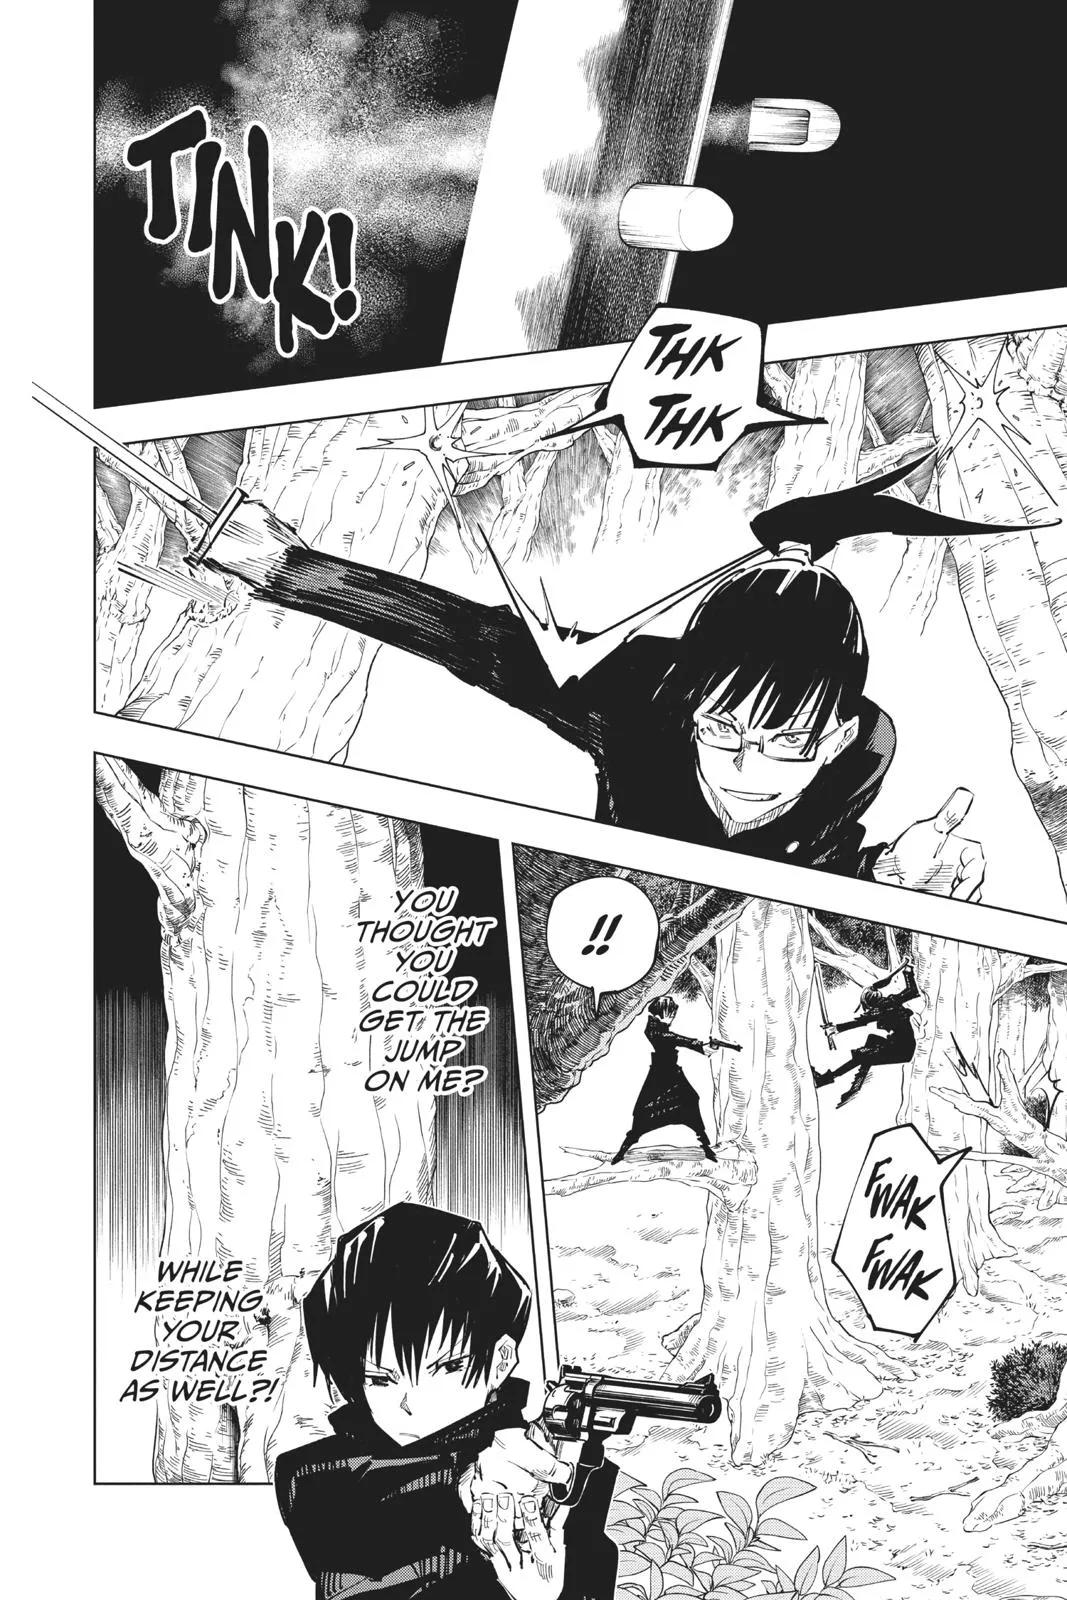 TINK!
THK
THK
!!
FWAK
FWAK
YOU
THOUGHT
YOU
COULD
GET THE
JUMP
ON ME?
WHILE
KEEPING
YOUR
DISTANCE
AS WELL?!